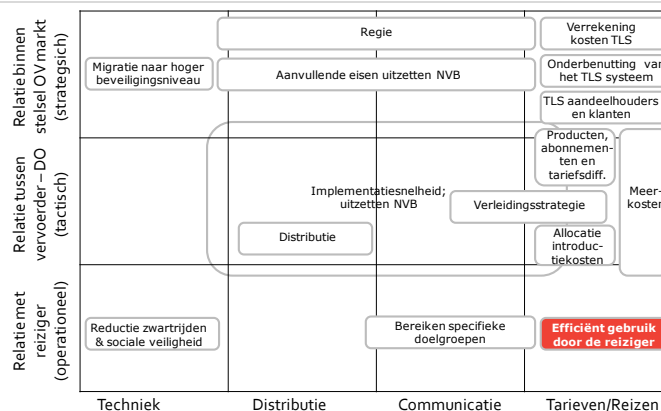 Relatie binnen
stelsel OV markt
(strategsich)
Regie
Verrekening
kosten TLS
Migratie naar hoger
beveiligingsniveau
Aanvullende eisen uitzetten NVB
Onderbenutting van
het TLS systeem
TLS aandeelhouders
en klanten
Relatie tussen
vervoerder – DO
(tactisch)
Producten,
abonnemen-
ten en
tariefsdiff.
Implementatiesnelheid;
uitzetten NVB
Verleidingsstrategie
Meer-
kosten
Distributie
Allocatie
introduc-
tiekosten
Relatie met
reiziger
(operationeel)
Reductie zwartrijden
& sociale veiligheid
Bereiken specifieke
doelgroepen
Efficiënt gebruik
door de reiziger
Techniek
Distributie
Communicatie
Tarieven/Reizen